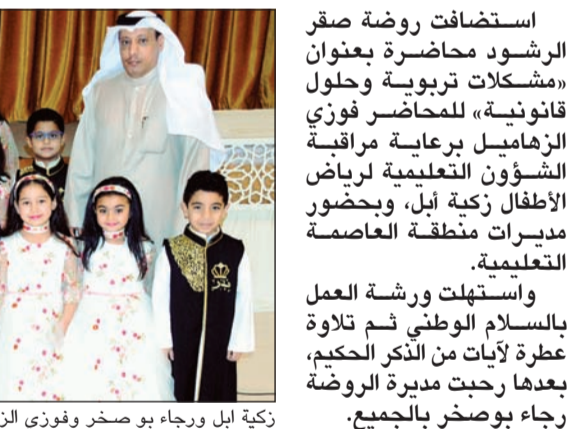 استضافت روضة صقر
الرشود محاضرة بعنوان
«مشكلات تربوية وحلول
قانونية» للمحاضر فوزي
الزهاميل برعاية مراقبة
الشؤون التعليمية لرياض
الأطفال زكية أبل، وبحضور
مديرات منطقة العاصمة
التعليمية.
واستهلت ورشة العمل
بالسلام الوطني ثم تلاوة
عطرة لآيات من الذكر الحكيم،
بعدها رحبت مديرة الروضة
رجاء بوصخر بالجميع.
زكية ابل ورجاء بو صخر وفوزي